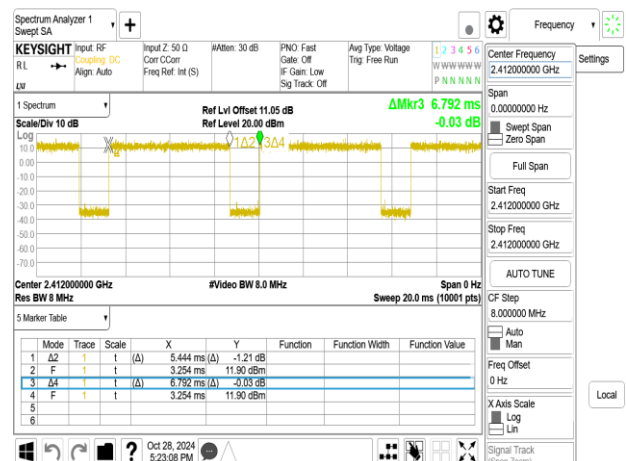 Spectrum Analyzer 1
Swept SA
+
Frequency
KEYSIGHT
RL
Input: RF
Coupling: DC
Align: Auto
Input Z: 50 Ω
Corr CCorr
Freq Ref: Int (S)
#Atten: 30 dB
PNO: Fast
Gate: Off
IF Gain: Low
Sig Track: Off
Avg Type: Voltage
Trig: Free Run
1 2 3 4 5 6
W W W W W W
P N N N N N
LXI
1 Spectrum
Scale/Div 10 dB
Ref Lvl Offset 11.05 dB
Ref Level 20.00 dBm
ΔMkr3 6.792 ms
-0.03 dB
Log
10.0
0.00
-10.0
-20.0
-30.0
-40.0
-50.0
-60.0
-70.0
1Δ2
3Δ4
Center 2.412000000 GHz
Res BW 8 MHz
#Video BW 8.0 MHz
Span 0 Hz
Sweep 20.0 ms (10001 pts)
5 Marker Table
Mode Trace Scale X Y Function Function Width Function Value
1 Δ2 1 t (Δ) 5.444 ms (Δ) -1.21 dB
2 F 1 t 3.254 ms 11.90 dBm
3 Δ4 1 t (Δ) 6.792 ms (Δ) -0.03 dB
4 F 1 t 3.254 ms 11.90 dBm
5
6
?
Oct 28, 2024
5:23:08 PM
Center Frequency
2.412000000 GHz
Settings
Span
0.00000000 Hz
Swept Span
Zero Span
Full Span
Start Freq
2.412000000 GHz
Stop Freq
2.412000000 GHz
AUTO TUNE
CF Step
8.000000 MHz
Auto
Man
Freq Offset
0 Hz
X Axis Scale
Log
Lin
Local
Signal Track
(Span Zoom)